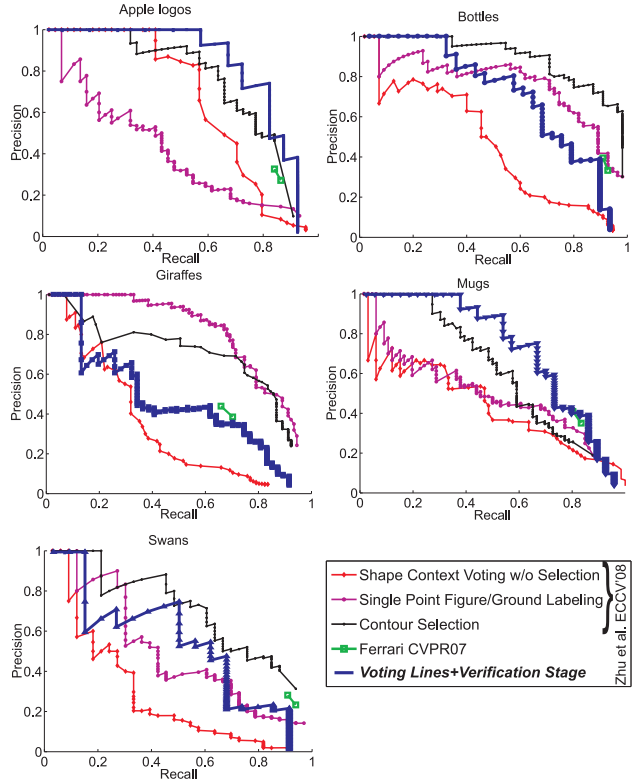 Apple logos
1
0.8
0.6
0.4
0.2
0
0.2
0.4
0.6
0.8
1
Precision
Recall
Bottles
1
0.8
0.6
0.4
0.2
0
0
0.2
0.4
0.6
0.8
1
Precision
Recall
Giraffes
1
0.8
0.6
0.4
0.2
0
0
0.2
0.4
0.6
0.8
1
Precision
Recall
Mugs
1
0.8
0.6
0.4
0.2
0
0
0.2
0.4
0.6
0.8
1
Precision
Recall
Swans
1
0.8
0.6
0.4
0.2
0
0
0.2
0.4
0.6
0.8
1
Precision
Recall
Shape Context Voting w/o Selection
Single Point Figure/Ground Labeling
Contour Selection
Ferrari CVPR07
Voting Lines+Verification Stage
Zhu et al. ECCV'08